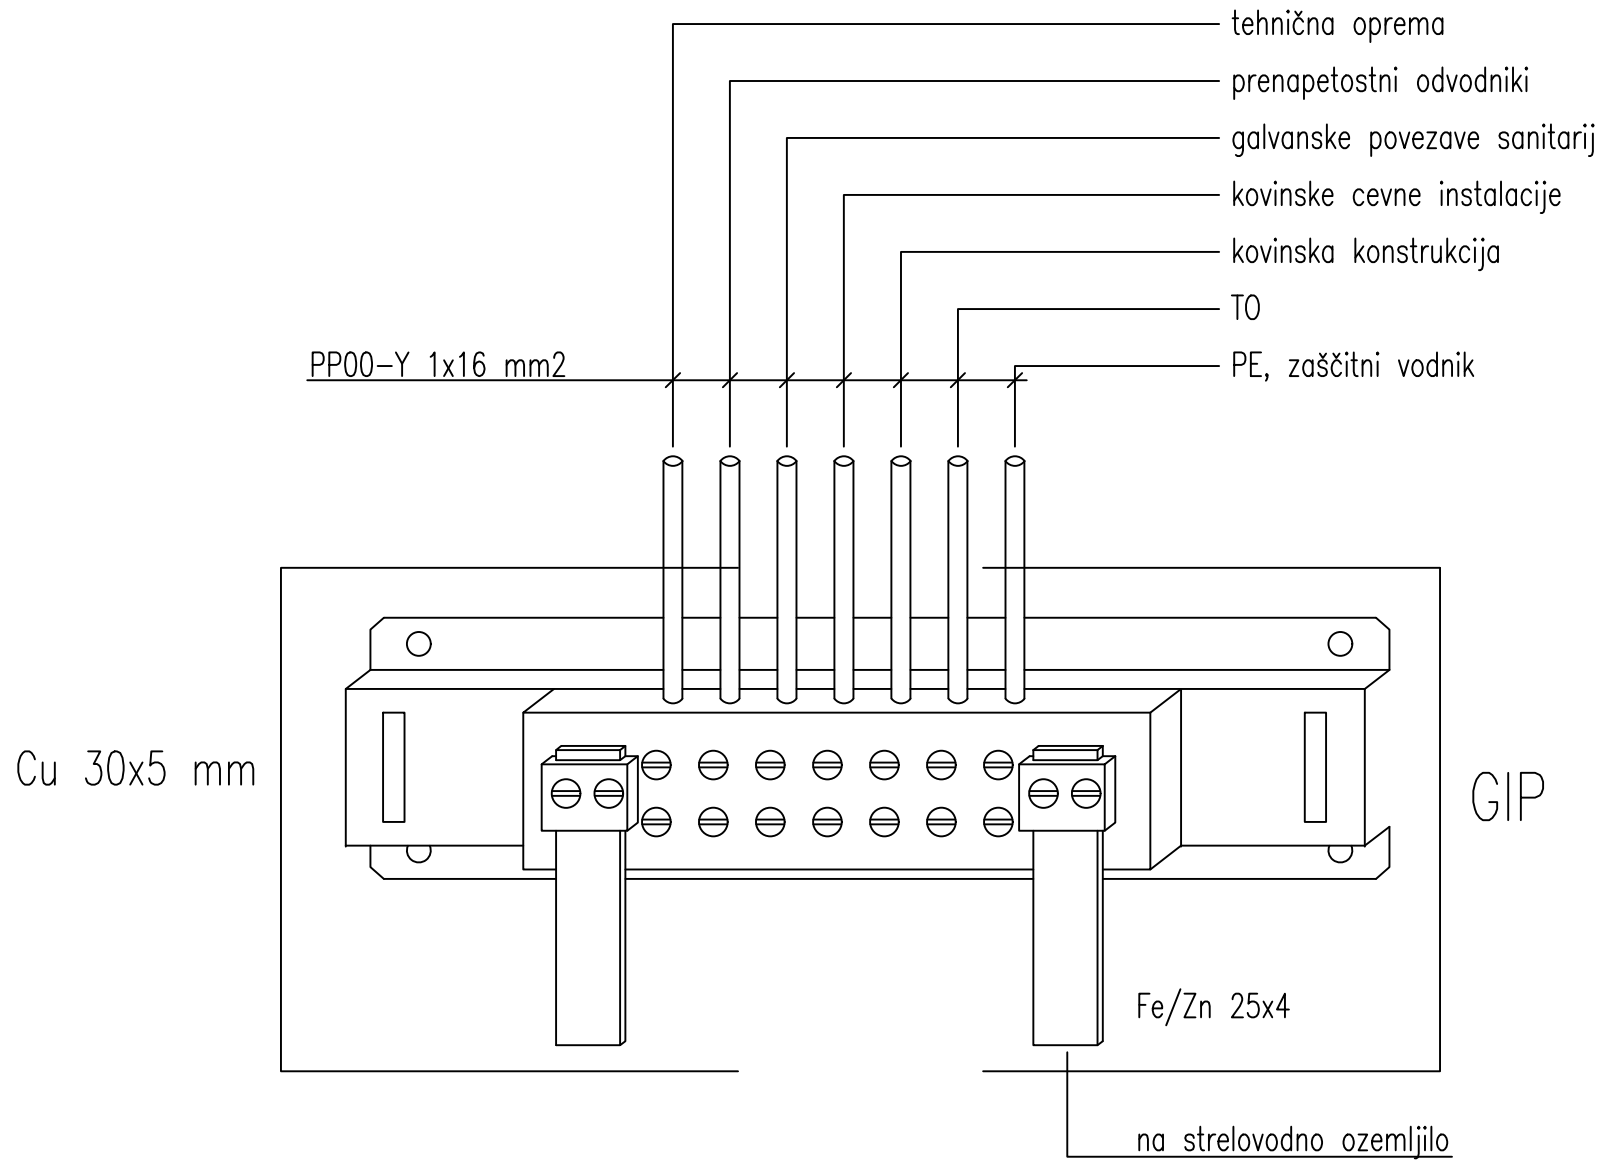 tehnična oprema
prenapetostni odvodniki
galvanske povezave sanitarij
kovinske cevne instalacije
kovinska konstrukcija
TO
PP00-Y 1x16 mm2
PE, zaščitni vodnik
Cu 30x5 mm
GIP
Fe/Zn 25x4
na strelovodno ozemljilo